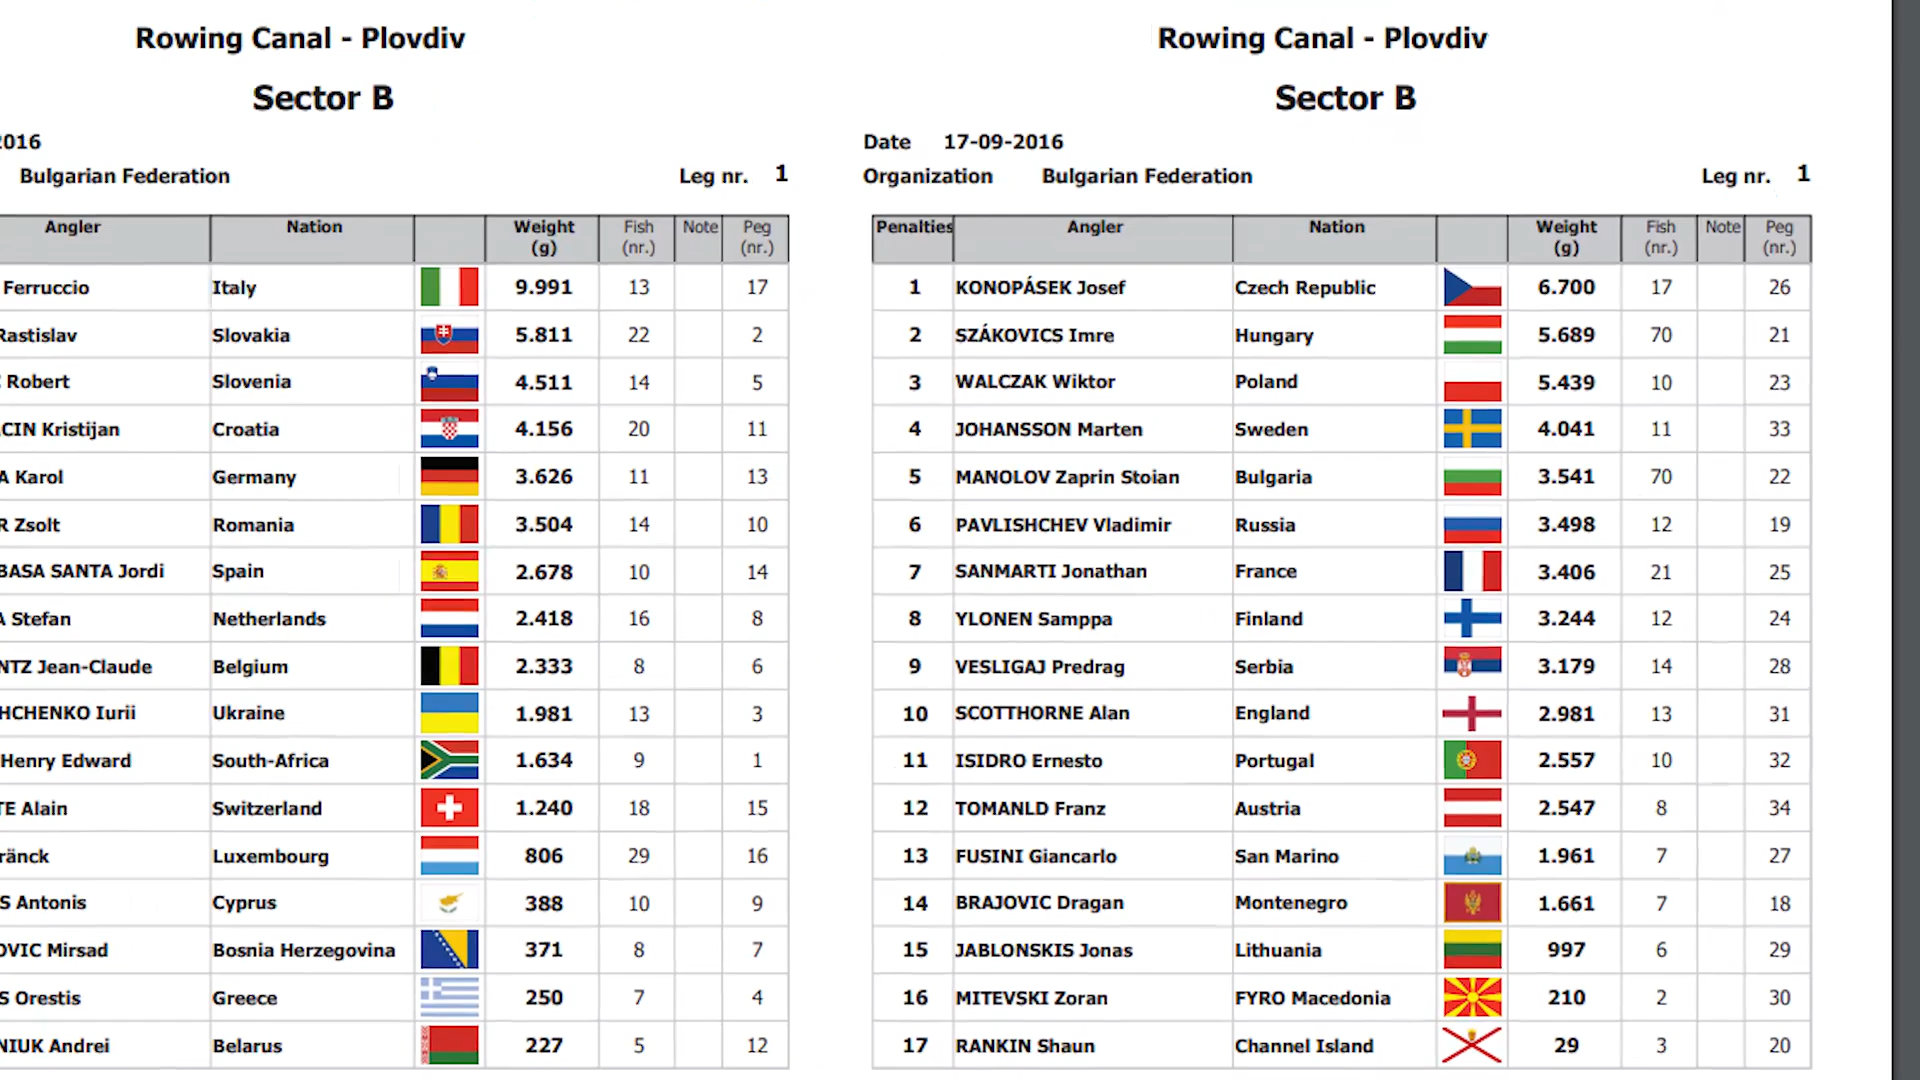 Rowing Canal - Plovdiv
Sector B
2016
Bulgarian Federation Leg nr. 1
Angler Nation Weight (g) Fish (nr.) Note Peg (nr.)
Ferruccio Italy 9.991 13 17
Rastislav Slovakia 5.811 22 2
Robert Slovenia 4.511 14 5
CIN Kristijan Croatia 4.156 20 11
A Karol Germany 3.626 11 13
R Zsolt Romania 3.504 14 10
BASA SANTA Jordi Spain 2.678 10 14
A Stefan Netherlands 2.418 16 8
NTZ Jean-Claude Belgium 2.333 8 6
HCHENKO Iurii Ukraine 1.981 13 3
Henry Edward South-Africa 1.634 9 1
TE Alain Switzerland 1.240 18 15
ränck Luxembourg 806 29 16
S Antonis Cyprus 388 10 9
OVIC Mirsad Bosnia Herzegovina 371 8 7
S Orestis Greece 250 7 4
NIUK Andrei Belarus 227 5 12
Rowing Canal - Plovdiv
Sector B
Date 17-09-2016
Organization Bulgarian Federation Leg nr. 1
Penalties Angler Nation Weight (g) Fish (nr.) Note Peg (nr.)
1 KONOPÁSEK Josef Czech Republic 6.700 17 26
2 SZÁKOVICS Imre Hungary 5.689 70 21
3 WALCZAK Wiktor Poland 5.439 10 23
4 JOHANSSON Marten Sweden 4.041 11 33
5 MANOLOV Zaprin Stoian Bulgaria 3.541 70 22
6 PAVLISHCHEV Vladimir Russia 3.498 12 19
7 SANMARTI Jonathan France 3.406 21 25
8 YLONEN Samppa Finland 3.244 12 24
9 VESLIGAJ Predrag Serbia 3.179 14 28
10 SCOTTHORNE Alan England 2.981 13 31
11 ISIDRO Ernesto Portugal 2.557 10 32
12 TOMANLD Franz Austria 2.547 8 34
13 FUSINI Giancarlo San Marino 1.961 7 27
14 BRAJOVIC Dragan Montenegro 1.661 7 18
15 JABLONSKIS Jonas Lithuania 997 6 29
16 MITEVSKI Zoran FYRO Macedonia 210 2 30
17 RANKIN Shaun Channel Island 29 3 20